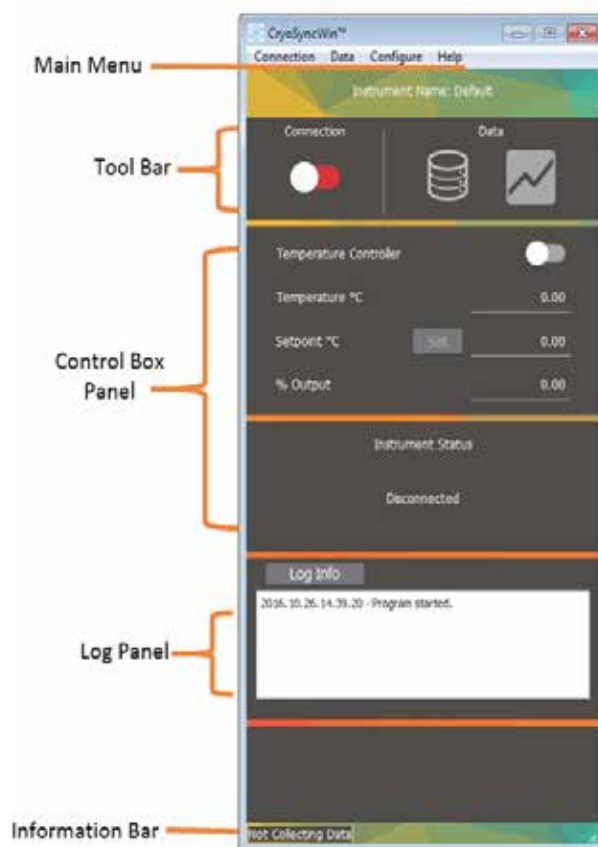 CryoSyncWin™
Connection Data Configure Help
Main Menu
Instrument Name: Default
Connection Data
Tool Bar
Temperature Controller
Temperature °C 0.00
Setpoint °C Set 0.00
Control Box
Panel
% Output 0.00
Instrument Status
Disconnected
Log Info
2016.10.26.14.39.20 - Program started.
Log Panel
Information Bar
Not Collecting Data